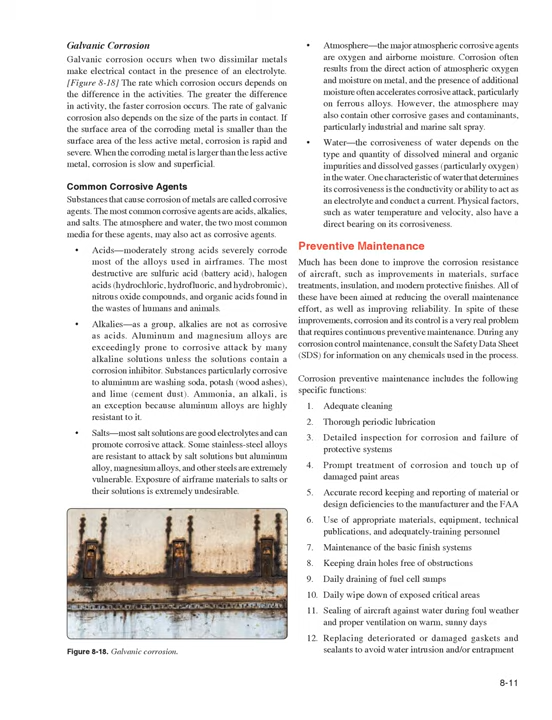 Galvanic Corrosion
Galvanic corrosion occurs when two dissimilar metals
make electrical contact in the presence of an electrolyte.
[Figure 8-18] The rate which corrosion occurs depends on
the difference in the activities. The greater the difference
in activity, the faster corrosion occurs. The rate of galvanic
corrosion also depends on the size of the parts in contact. If
the surface area of the corroding metal is smaller than the
surface area of the less active metal, corrosion is rapid and
severe. When the corroding metal is larger than the less active
metal, corrosion is slow and superficial.
Common Corrosive Agents
Substances that cause corrosion of metals are called corrosive
agents. The most common corrosive agents are acids, alkalies,
and salts. The atmosphere and water, the two most common
media for these agents, may also act as corrosive agents.
• Acids—moderately strong acids severely corrode
most of the alloys used in airframes. The most
destructive are sulfuric acid (battery acid), halogen
acids (hydrochloric, hydrofluoric, and hydrobromic),
nitrous oxide compounds, and organic acids found in
the wastes of humans and animals.
• Alkalies—as a group, alkalies are not as corrosive
as acids. Aluminum and magnesium alloys are
exceedingly prone to corrosive attack by many
alkaline solutions unless the solutions contain a
corrosion inhibitor. Substances particularly corrosive
to aluminum are washing soda, potash (wood ashes),
and lime (cement dust). Ammonia, an alkali, is
an exception because aluminum alloys are highly
resistant to it.
• Salts—most salt solutions are good electrolytes and can
promote corrosive attack. Some stainless-steel alloys
are resistant to attack by salt solutions but aluminum
alloy, magnesium alloys, and other steels are extremely
vulnerable. Exposure of airframe materials to salts or
their solutions is extremely undesirable.
Figure 8-18. Galvanic corrosion.
• Atmosphere—the major atmospheric corrosive agents
are oxygen and airborne moisture. Corrosion often
results from the direct action of atmospheric oxygen
and moisture on metal, and the presence of additional
moisture often accelerates corrosive attack, particularly
on ferrous alloys. However, the atmosphere may
also contain other corrosive gases and contaminants,
particularly industrial and marine salt spray.
• Water—the corrosiveness of water depends on the
type and quantity of dissolved mineral and organic
impurities and dissolved gasses (particularly oxygen)
in the water. One characteristic of water that determines
its corrosiveness is the conductivity or ability to act as
an electrolyte and conduct a current. Physical factors,
such as water temperature and velocity, also have a
direct bearing on its corrosiveness.
Preventive Maintenance
Much has been done to improve the corrosion resistance
of aircraft, such as improvements in materials, surface
treatments, insulation, and modern protective finishes. All of
these have been aimed at reducing the overall maintenance
effort, as well as improving reliability. In spite of these
improvements, corrosion and its control is a very real problem
that requires continuous preventive maintenance. During any
corrosion control maintenance, consult the Safety Data Sheet
(SDS) for information on any chemicals used in the process.
Corrosion preventive maintenance includes the following
specific functions:
1. Adequate cleaning
2. Thorough periodic lubrication
3. Detailed inspection for corrosion and failure of
protective systems
4. Prompt treatment of corrosion and touch up of
damaged paint areas
5. Accurate record keeping and reporting of material or
design deficiencies to the manufacturer and the FAA
6. Use of appropriate materials, equipment, technical
publications, and adequately-training personnel
7. Maintenance of the basic finish systems
8. Keeping drain holes free of obstructions
9. Daily draining of fuel cell sumps
10. Daily wipe down of exposed critical areas
11. Sealing of aircraft against water during foul weather
and proper ventilation on warm, sunny days
12. Replacing deteriorated or damaged gaskets and
sealants to avoid water intrusion and/or entrapment
8-11